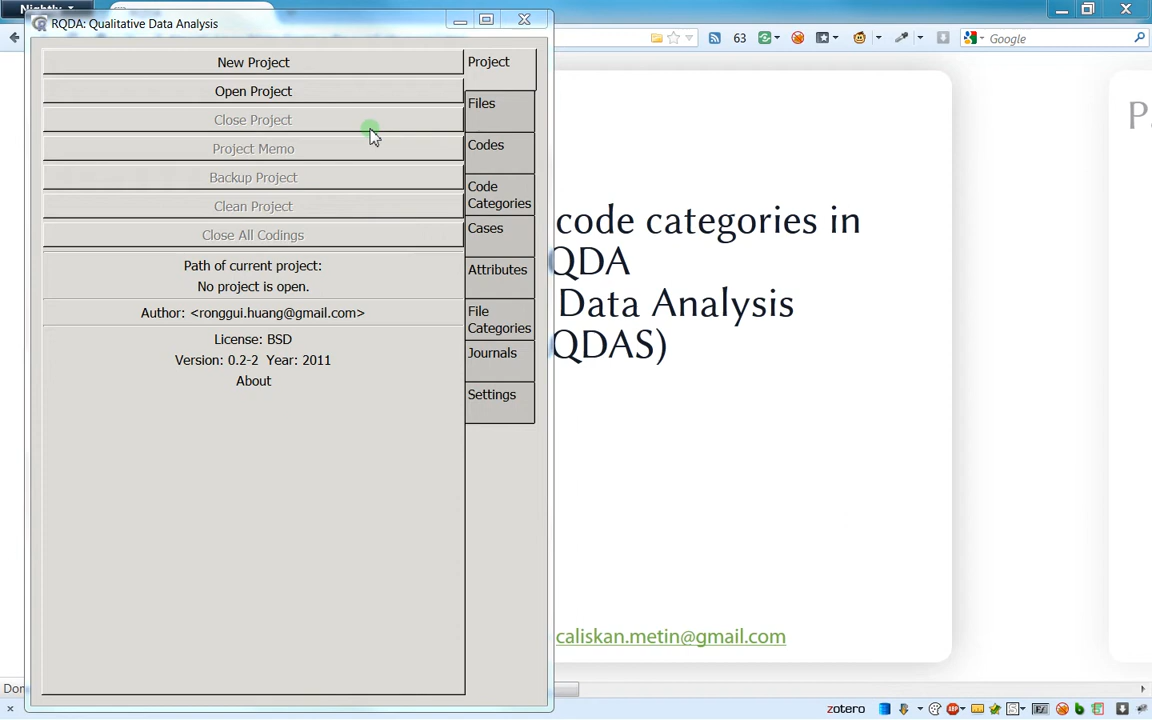 Nightly
RQDA: Qualitative Data Analysis
New Project
Project
Open Project
Files
Close Project
Codes
Project Memo
Backup Project
Code
Categories
Clean Project
Cases
Close All Codings
Path of current project:
Attributes
No project is open.
Author: <ronggui.huang@gmail.com>
File
Categories
License: BSD
Journals
Version: 0.2-2 Year: 2011
About
Settings
63
Google
code categories in
QDA
Data Analysis
QDAS)
caliskan.metin@gmail.com
P
Don
zotero